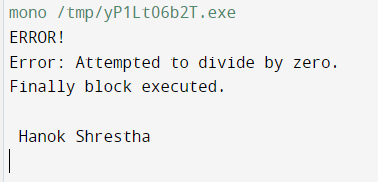 mono /tmp/yP1Lt06b2T.exe
ERROR!
Error: Attempted to divide by zero.
Finally block executed.
Hanok Shrestha